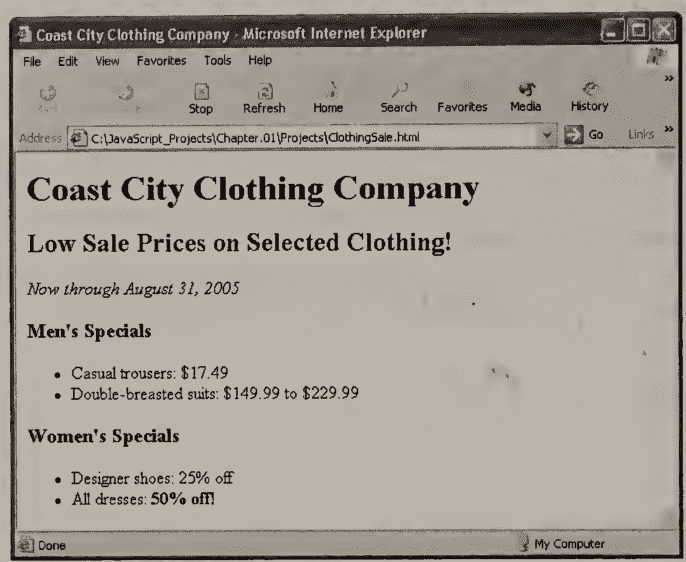 Coast City Clothing Company - Microsoft Internet Explorer
File Edit View Favorites Tools Help
Stop Refresh Home Search Favorites Media History
Address C:\JavaScript_Projects\Chapter.01\Projects\ClothingSale.html Go Links
Coast City Clothing Company
Low Sale Prices on Selected Clothing!
Now through August 31, 2005
Men's Specials
• Casual trousers: $17.49
• Double-breasted suits: $149.99 to $229.99
Women's Specials
• Designer shoes: 25% off
• All dresses: 50% off!
Done My Computer